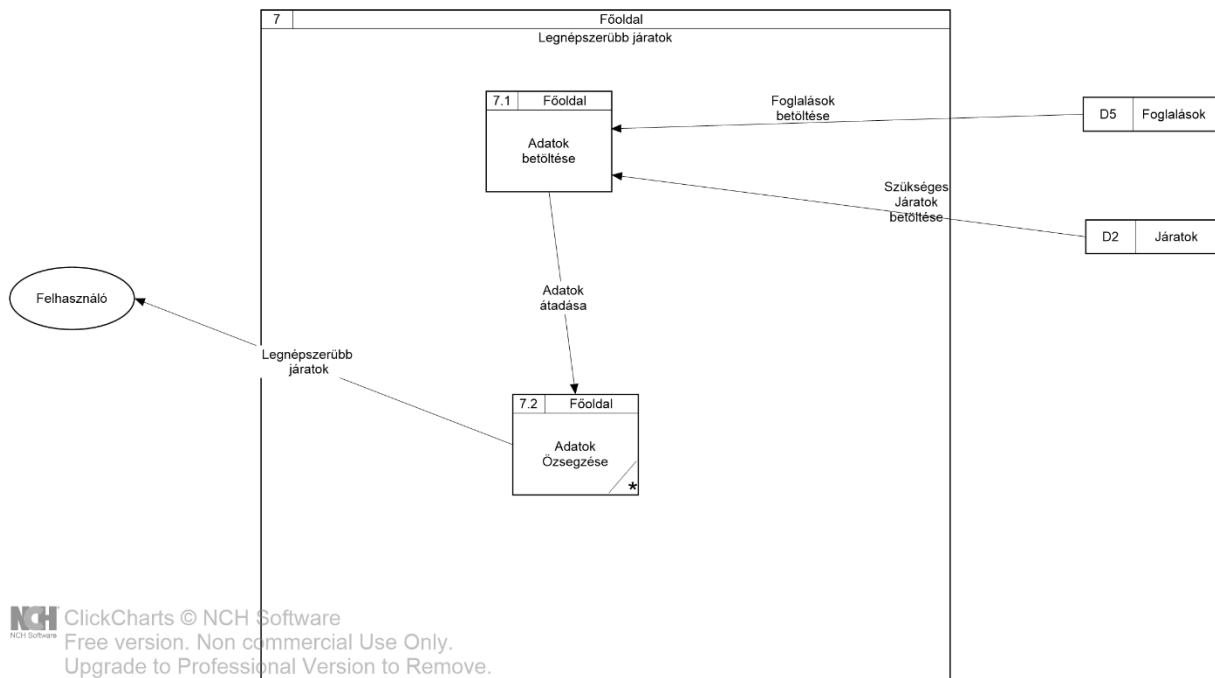 7 Főoldal
Legnépszerübb járatok
7.1 Főoldal
Adatok
betöltése
Foglalások
betöltése
D5 Foglalások
Szükséges
Járatok
betöltése
D2 Járatok
Felhasználó
Adatok
átadása
Legnépszerübb
járatok
7.2 Főoldal
Adatok
Özsegzése
*
NCH
NCH Software
ClickCharts © NCH Software
Free version. Non commercial Use Only.
Upgrade to Professional Version to Remove.